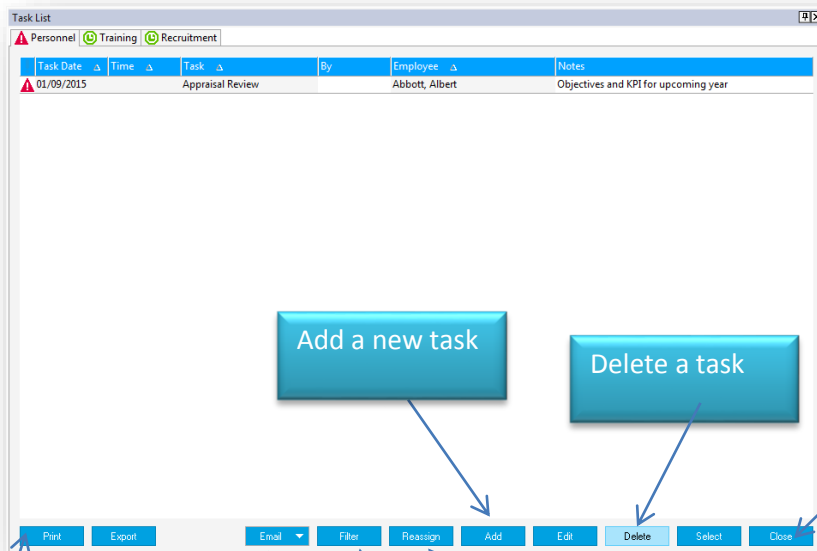 Task List
Personnel Training Recruitment
Task Date Time Task By Employee Notes
01/09/2015 Appraisal Review Abbott, Albert Objectives and KPI for upcoming year
Add a new task
Delete a task
Print Export Email Filter Reassign Add Edit Delete Select Close